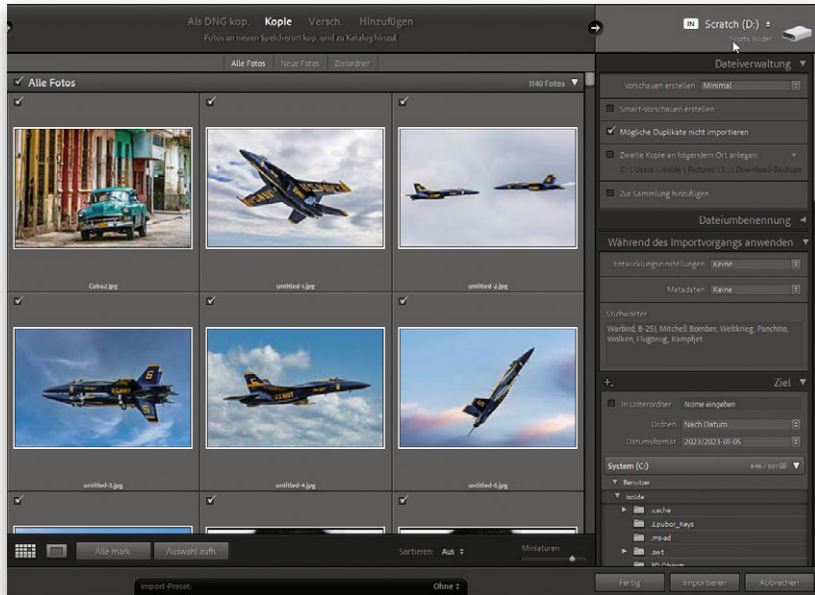 Als DNG kop. Kopie Versch. Hinzufügen
Fotos an neuen Speicherort kop. und zu Katalog hinzuf.
IN Scratch (D:)
Scotts Bilder
Alle Fotos Neue Fotos Zielordner
Alle Fotos 1140 Fotos
Cuba2.jpg untitled-1.jpg untitled-2.jpg
untitled-3.jpg untitled-4.jpg untitled-5.jpg
Alle mark. Auswahl aufh. Sortieren: Aus Miniaturen
Import-Preset: Ohne
Dateiverwaltung
Vorschauen erstellen Minimal
Smart-Vorschauen erstellen
Mögliche Duplikate nicht importieren
Zweite Kopie an folgendem Ort anlegen:
C: \ Users \ isolde \ Pictures \ L...\ Download-Backups
Zur Sammlung hinzufügen
Dateiumbenennung
Während des Importvorgangs anwenden
Entwicklungseinstellungen Keine
Metadaten Keine
Stichwörter
Warbird, B-25J, Mitchell Bomber, Weltkrieg, Panchito,
Wolken, Flugzeug, Kampfjet
Ziel
In Unterordner Name eingeben
Ordnen Nach Datum
Datumsformat 2023/2023-01-05
System (C:)
Benutzer
isolde
.cache
.Epubor_Keys
.ms-ad
.swt
3D Objects
Fertig Importieren Abbrechen